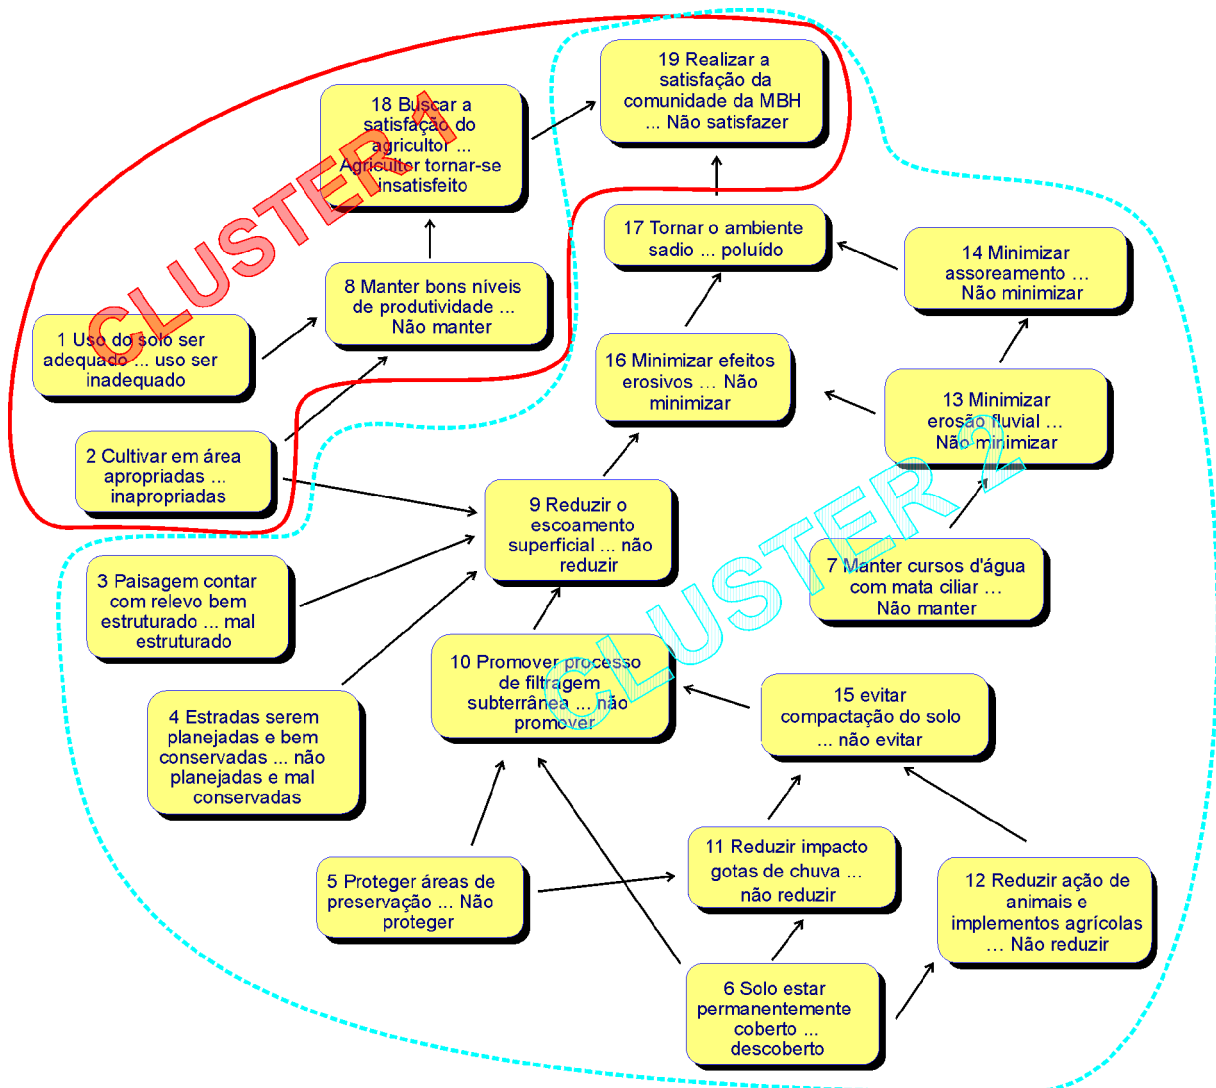 19 Realizar a
satisfação da
comunidade da MBH
... Não satisfazer
18 Buscar a
satisfação do
agricultor ...
Agricultor tornar-se
insatisfeito
CLUSTER 1
17 Tornar o ambiente
sadio ... poluído
14 Minimizar
assoreamento ...
Não minimizar
8 Manter bons níveis
de produtividade ...
Não manter
1 Uso do solo ser
adequado ... uso ser
inadequado
16 Minimizar efeitos
erosivos ... Não
minimizar
13 Minimizar
erosão fluvial ...
Não minimizar
2 Cultivar em área
apropriadas ...
inapropriadas
9 Reduzir o
escoamento
superficial ... não
reduzir
CLUSTER 2
7 Manter cursos d'água
com mata ciliar ...
Não manter
3 Paisagem contar
com relevo bem
estruturado ... mal
estruturado
10 Promover processo
de filtragem
subterrânea ... não
promover
15 evitar
compactação do solo
... não evitar
4 Estradas serem
planejadas e bem
conservadas ... não
planejadas e mal
conservadas
11 Reduzir impacto
gotas de chuva ...
não reduzir
5 Proteger áreas de
preservação ... Não
proteger
12 Reduzir ação de
animais e
implementos agrícolas
... Não reduzir
6 Solo estar
permanentemente
coberto ...
descoberto